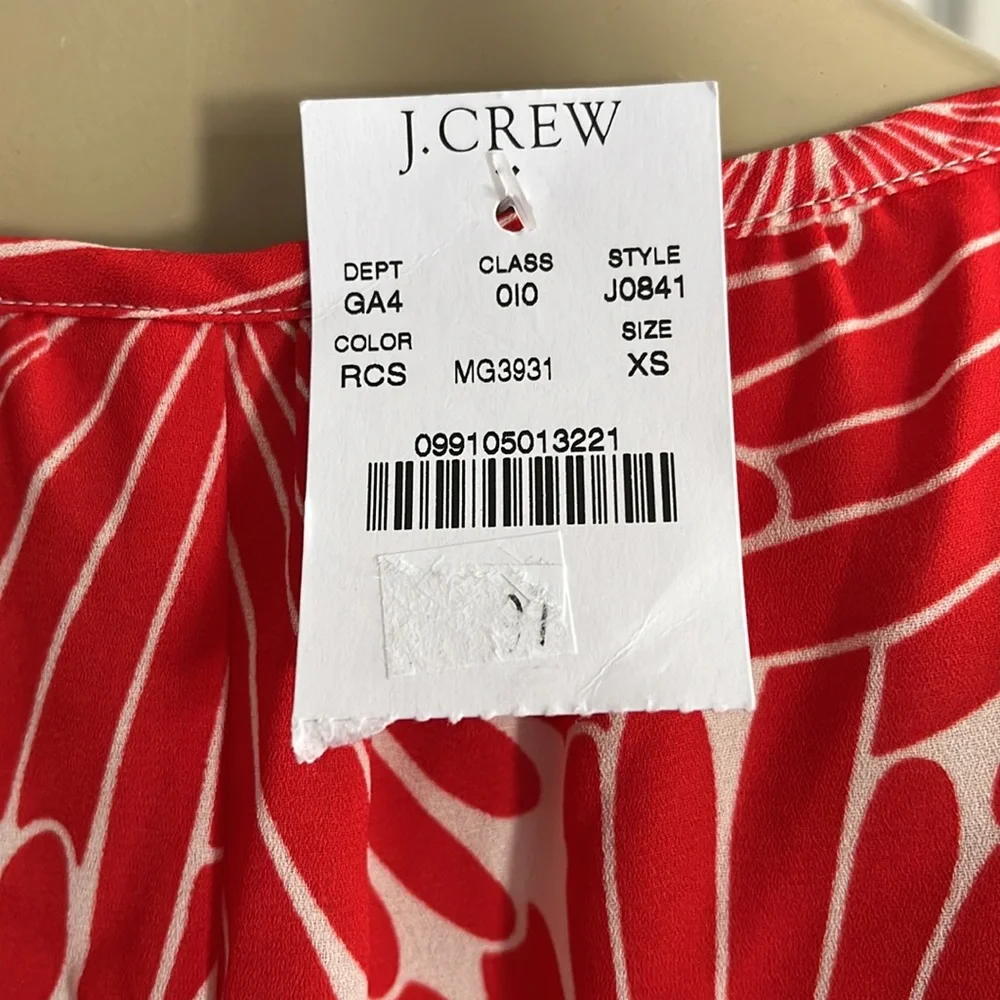 J.CREW
DEPT CLASS STYLE
GA4 010 J0841
COLOR SIZE
RCS MG3931 XS
099105013221